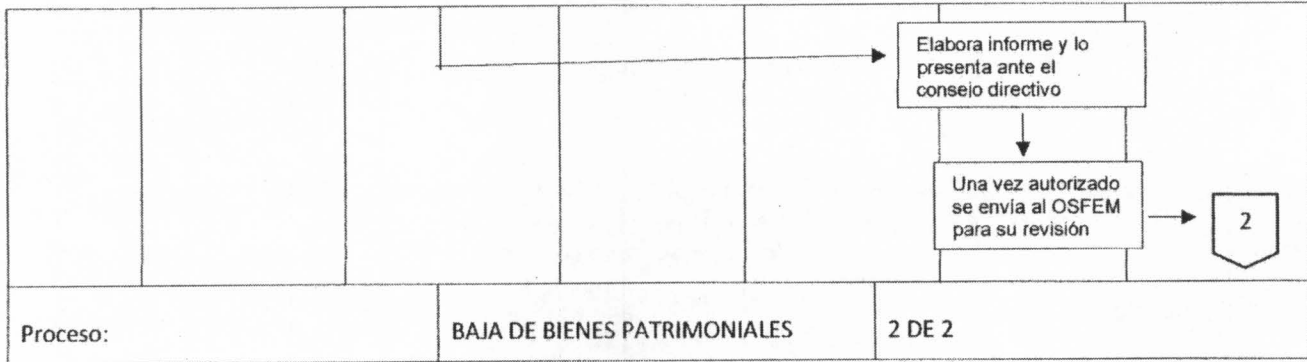 Elabora informe y lo
presenta ante el
consejo directivo
Una vez autorizado
se envia al OSFEM
para su revisión
2
Proceso:
BAJA DE BIENES PATRIMONIALES
2 DE 2